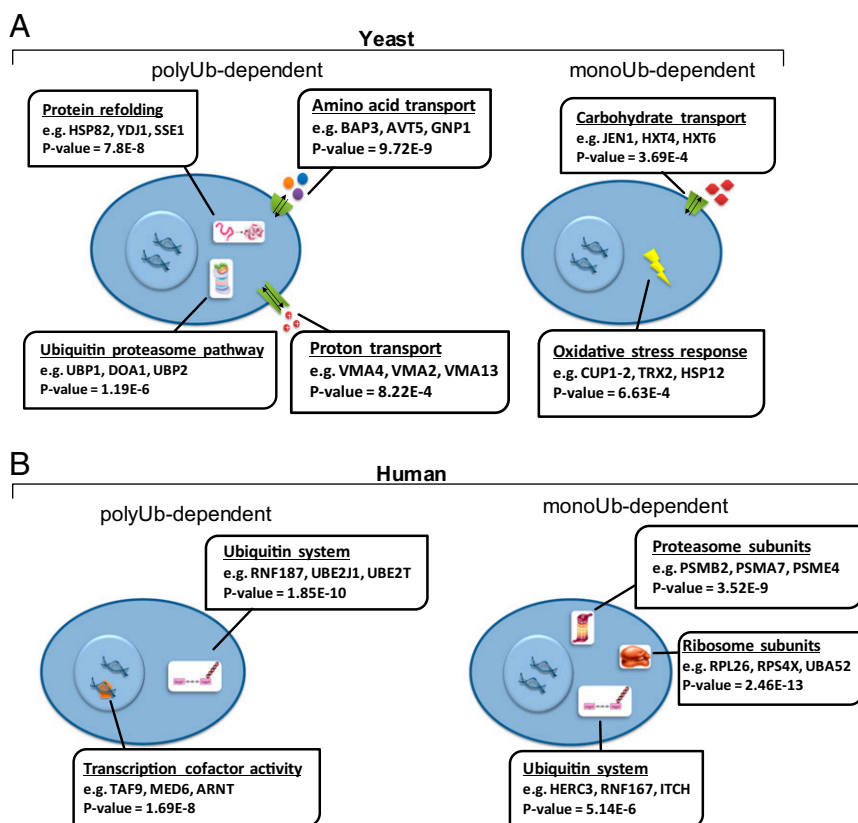 A
Yeast
polyUb-dependent
monoUb-dependent
Protein refolding
e.g. HSP82, YDJ1, SSE1
P-value = 7.8E-8
Amino acid transport
e.g. BAP3, AVT5, GNP1
P-value = 9.72E-9
Carbohydrate transport
e.g. JEN1, HXT4, HXT6
P-value = 3.69E-4
Ubiquitin proteasome pathway
e.g. UBP1, DOA1, UBP2
P-value = 1.19E-6
Proton transport
e.g. VMA4, VMA2, VMA13
P-value = 8.22E-4
Oxidative stress response
e.g. CUP1-2, TRX2, HSP12
P-value = 6.63E-4
B
Human
polyUb-dependent
monoUb-dependent
Ubiquitin system
e.g. RNF187, UBE2J1, UBE2T
P-value = 1.85E-10
Proteasome subunits
e.g. PSMB2, PSMA7, PSME4
P-value = 3.52E-9
Ribosome subunits
e.g. RPL26, RPS4X, UBA52
P-value = 2.46E-13
Transcription cofactor activity
e.g. TAF9, MED6, ARNT
P-value = 1.69E-8
Ubiquitin system
e.g. HERC3, RNF167, ITCH
P-value = 5.14E-6